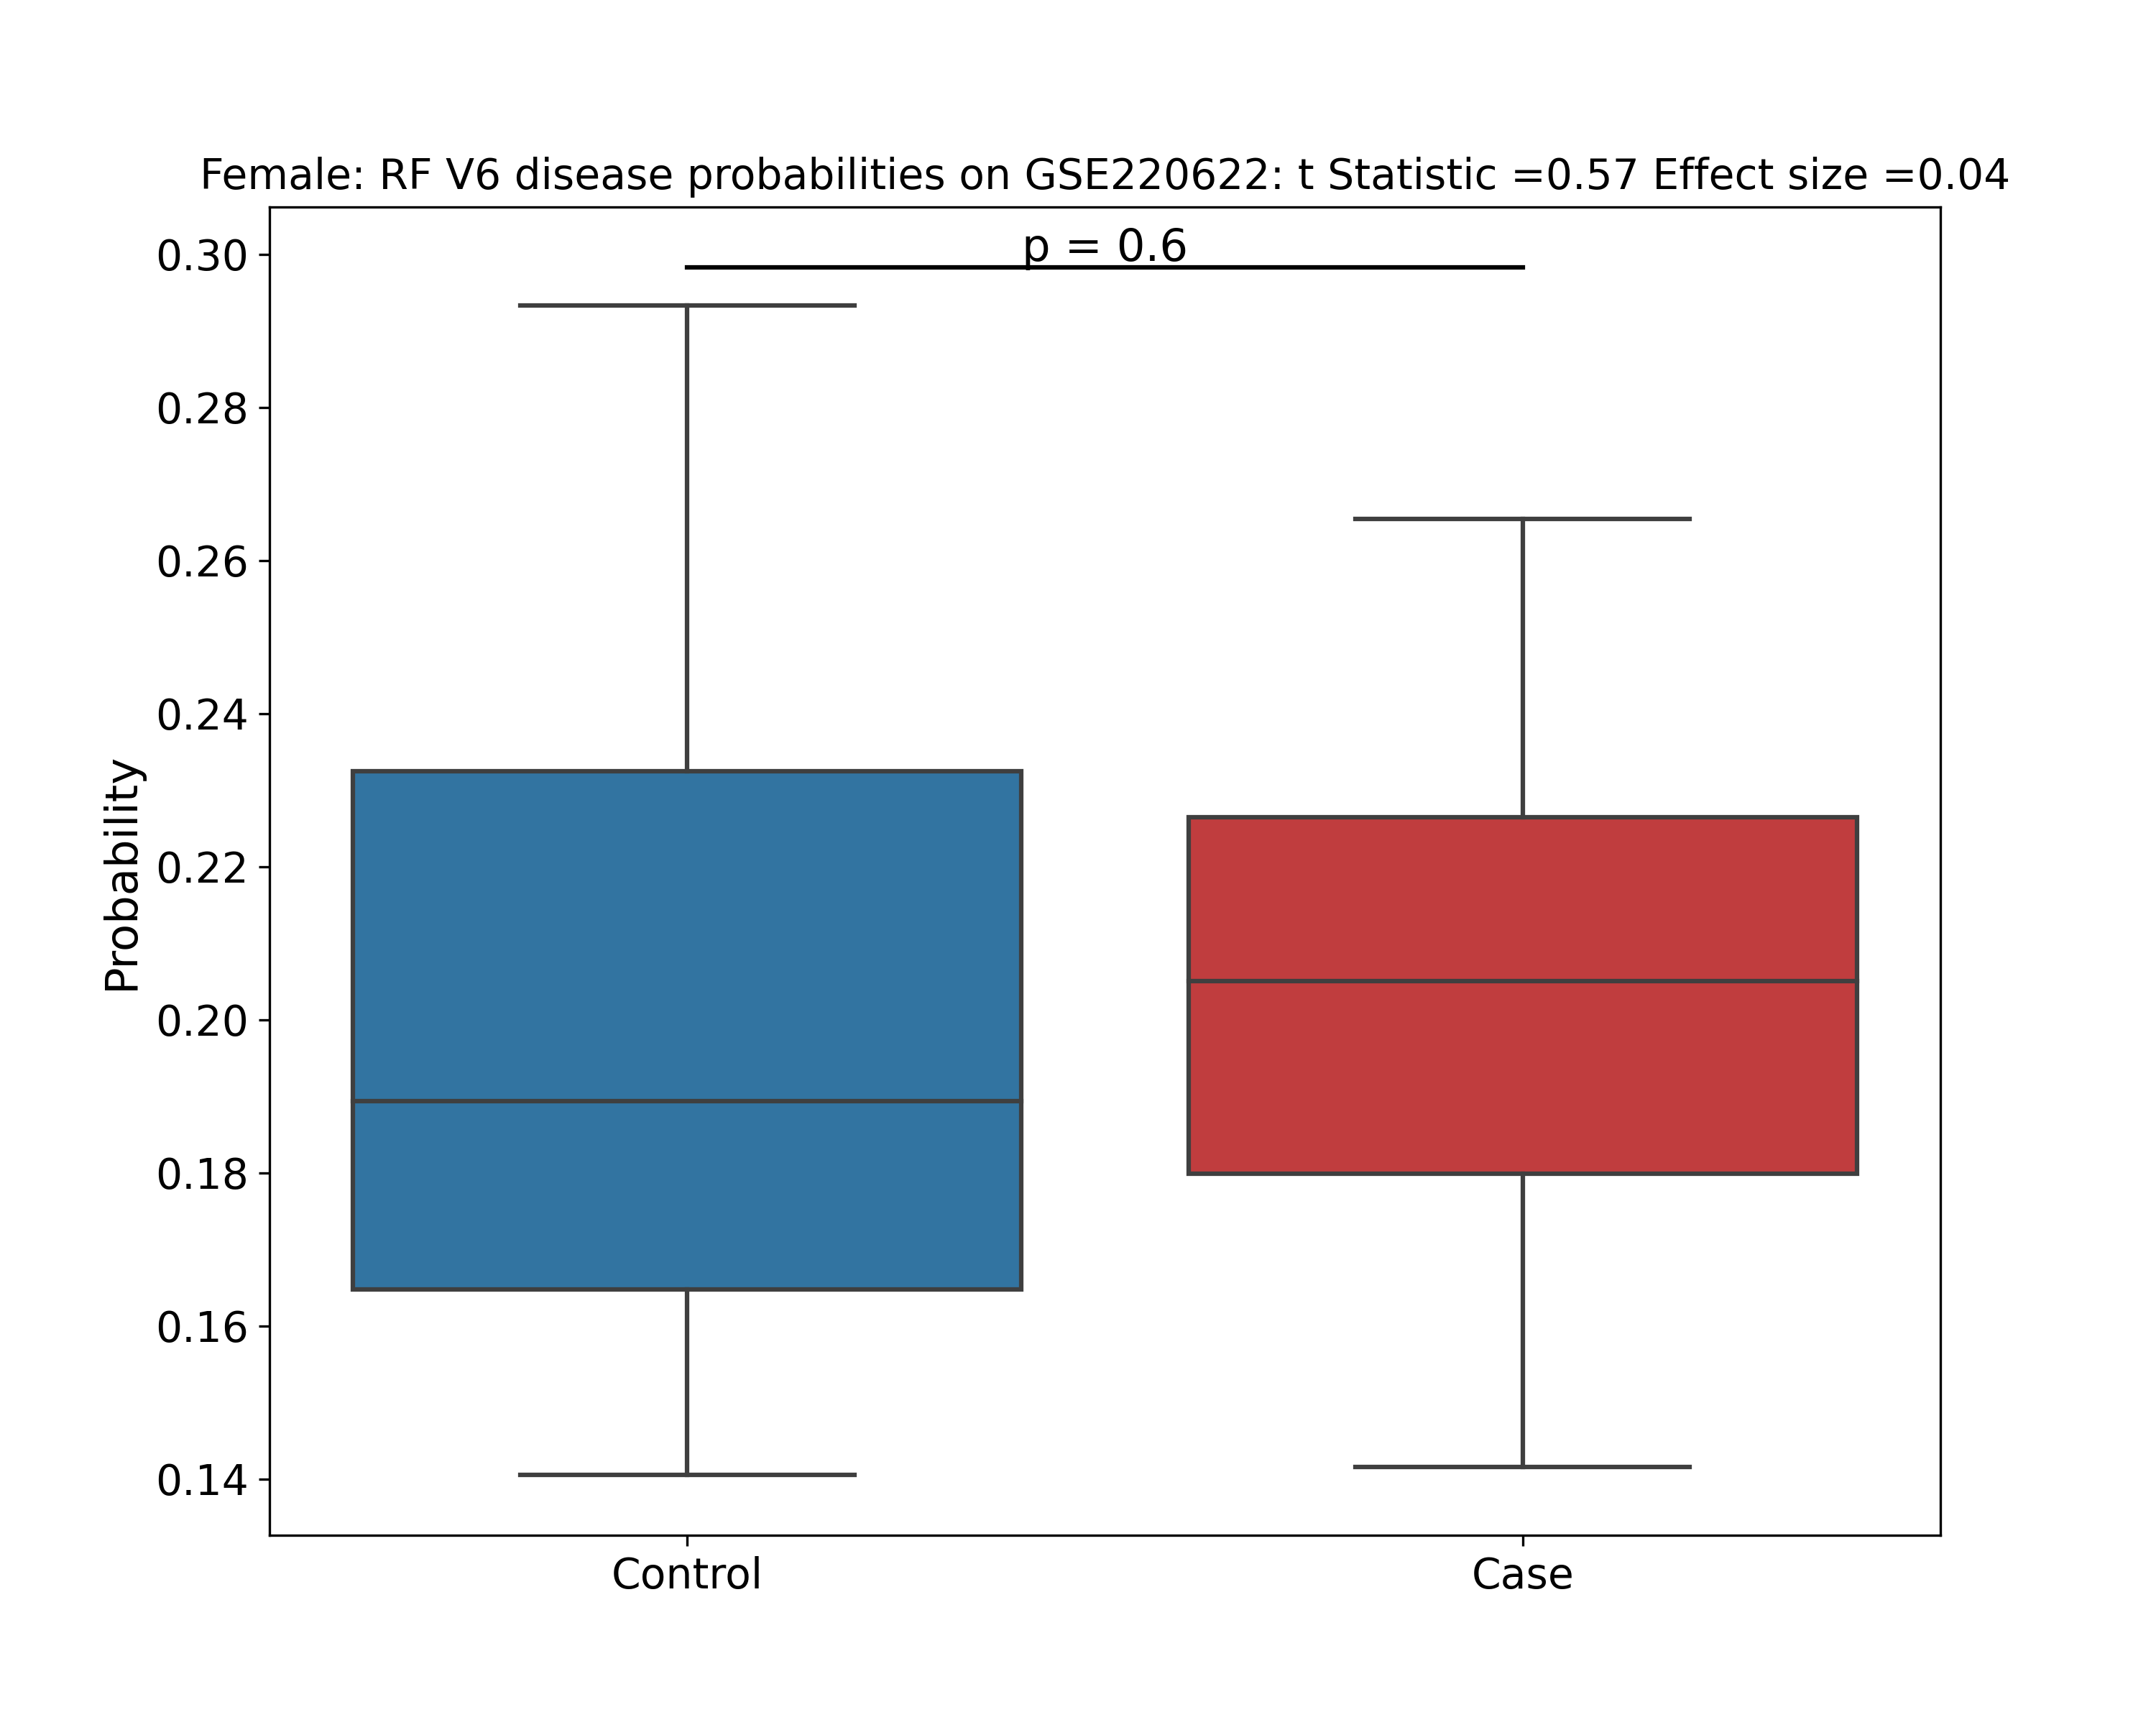 Female: RF V6 disease probabilities on GSE220622: t Statistic =0.57 Effect size =0.04
p = 0.6
0.30
0.28
0.26
0.24
0.22
0.20
0.18
0.16
0.14
Probability
Control
Case